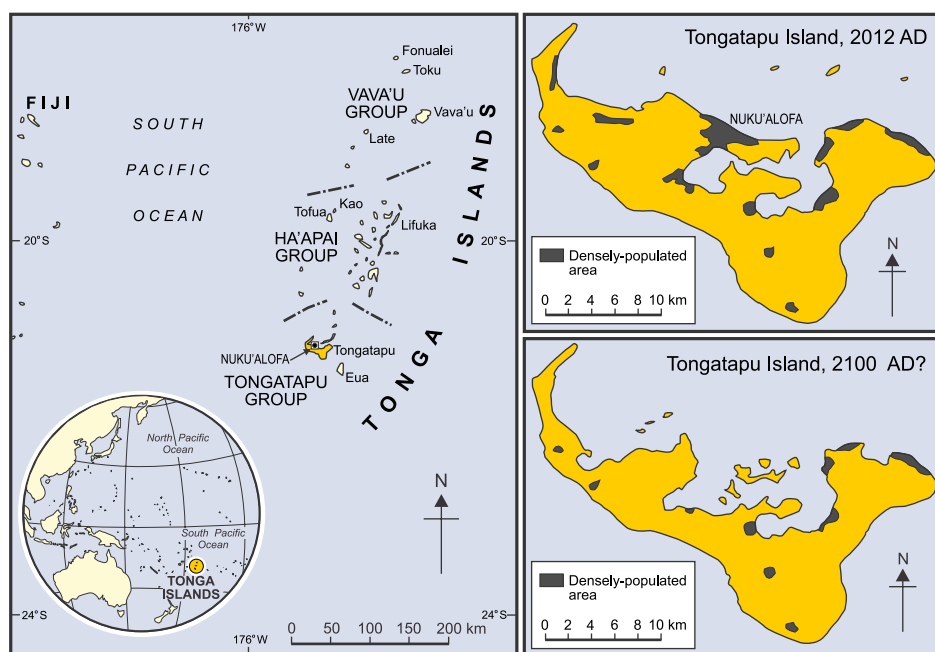 176°W
Fonualei
Toku
VAVA'U
GROUP
Vava'u
FIJI
SOUTH
PACIFIC
OCEAN
Late
TONGA ISLANDS
Kao
Tofua
Lifuka
20°S
20°S
HA'APAI
GROUP
NUKU'ALOFA
Tongatapu
Eua
TONGATAPU
GROUP
North Pacific
Ocean
South Pacific
Ocean
TONGA
ISLANDS
N
24°S
24°S
176°W
0 50 100 150 200 km
Tongatapu Island, 2012 AD
NUKU'ALOFA
N
Densely-populated
area
0 2 4 6 8 10 km
Tongatapu Island, 2100 AD?
N
Densely-populated
area
0 2 4 6 8 10 km